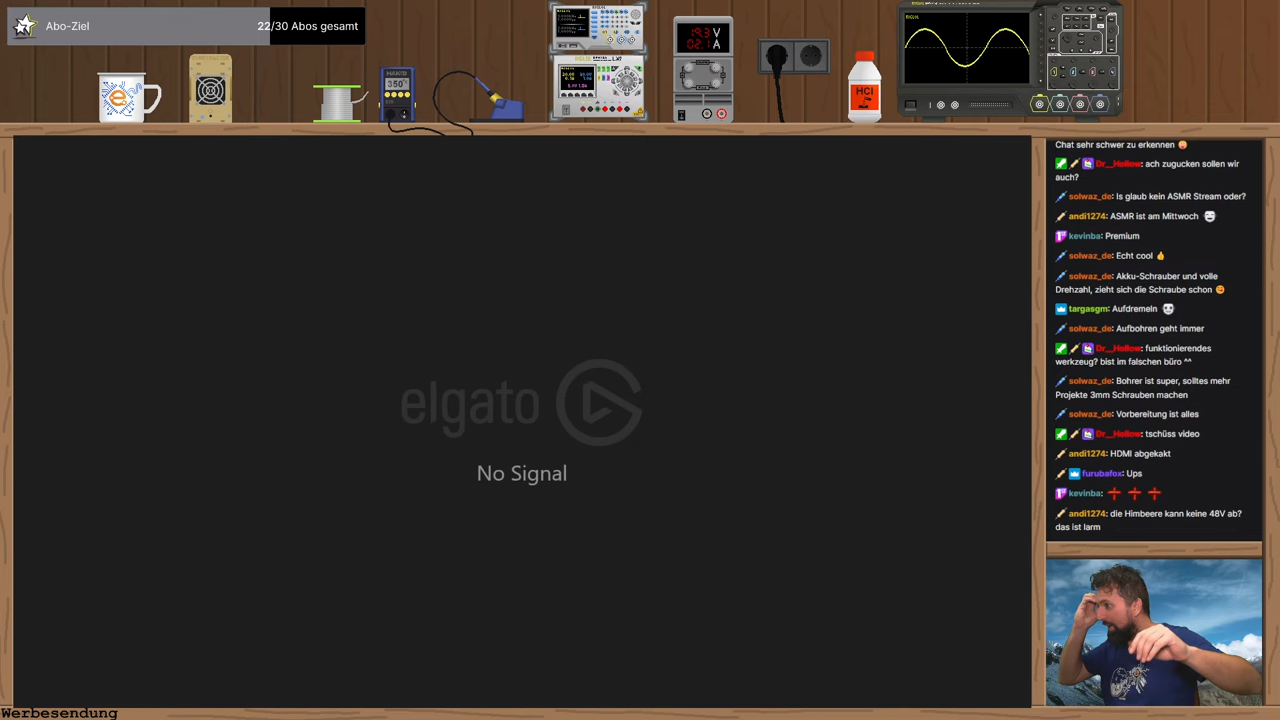 Abo-Ziel
22/30 Abos gesamt
HAKKO
350°
19.3 V
02.1 A
HCl
RIGOL
elgato
No Signal
Chat sehr schwer zu erkennen
Dr__Hollow: ach zugucken sollen wir
auch?
solwaz_de: Is glaub kein ASMR Stream oder?
andi1274: ASMR ist am Mittwoch
kevinba: Premium
solwaz_de: Echt cool
solwaz_de: Akku-Schrauber und volle
Drehzahl, zieht sich die Schraube schon
targasgm: Aufdremeln
solwaz_de: Aufbohren geht immer
Dr__Hollow: funktionierendes
werkzeug? bist im falschen büro ^^
solwaz_de: Bohrer ist super, solltes mehr
Projekte 3mm Schrauben machen
solwaz_de: Vorbereitung ist alles
Dr__Hollow: tschüss video
andi1274: HDMI abgekakt
furubafox: Ups
kevinba:
andi1274: die Himbeere kann keine 48V ab?
das ist larm
Werbesendung